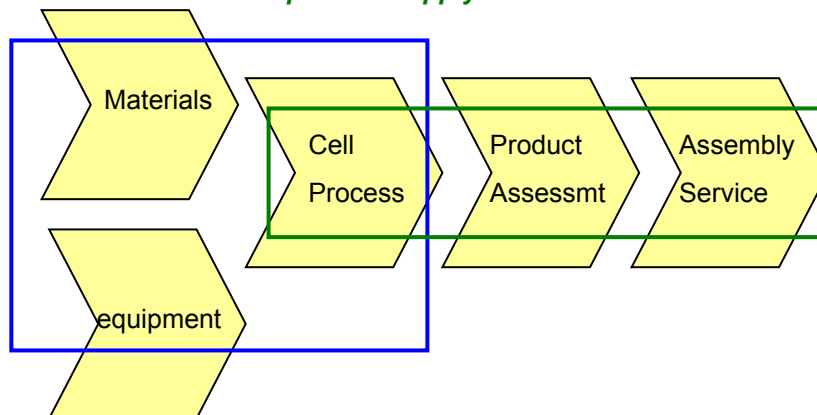 Materials
Cell
Process
Product
Assessmt
Assembly
Service
equipment